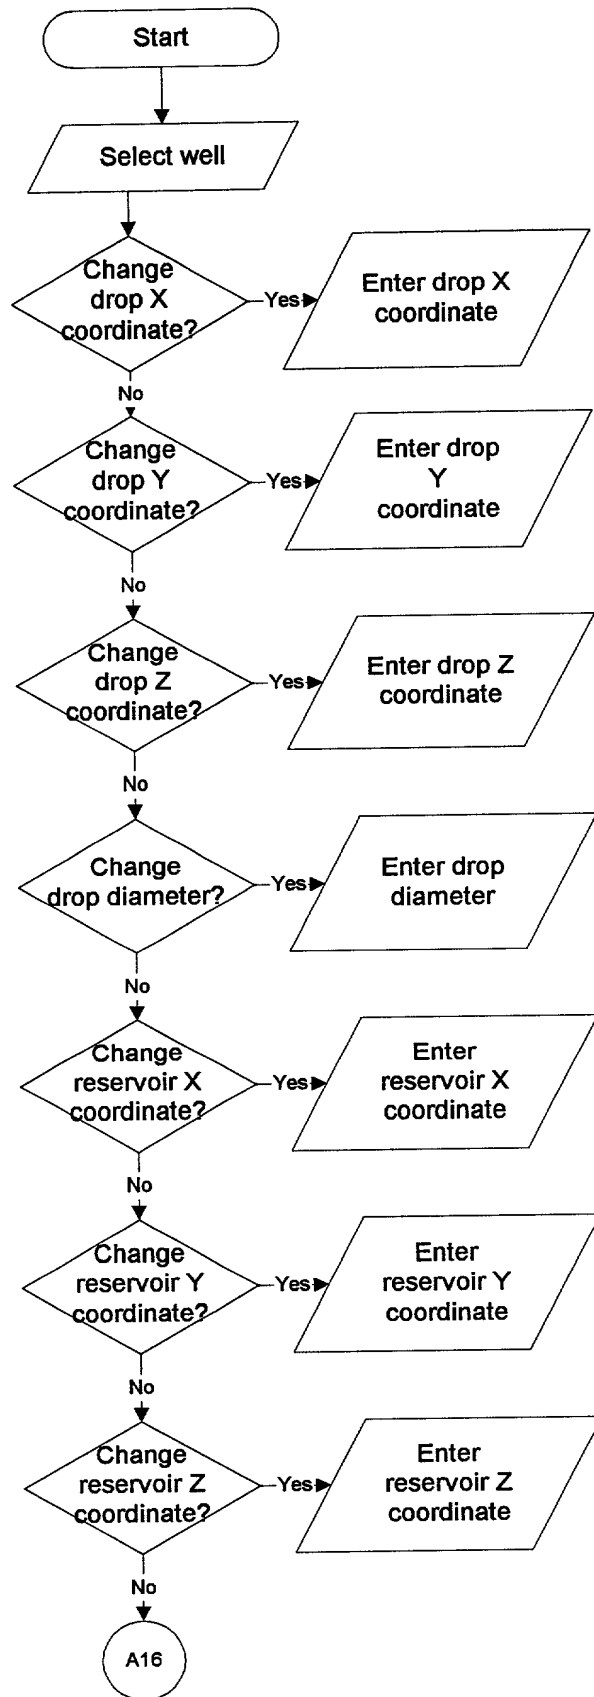 Start
Select well
Change
drop X
coordinate?
Yes
Enter drop X
coordinate
No
Change
drop Y
coordinate?
Yes
Enter drop
Y
coordinate
No
Change
drop Z
coordinate?
Yes
Enter drop Z
coordinate
No
Change
drop diameter?
Yes
Enter drop
diameter
No
Change
reservoir X
coordinate?
Yes
Enter
reservoir X
coordinate
No
Change
reservoir Y
coordinate?
Yes
Enter
reservoir Y
coordinate
No
Change
reservoir Z
coordinate?
Yes
Enter
reservoir Z
coordinate
No
A16